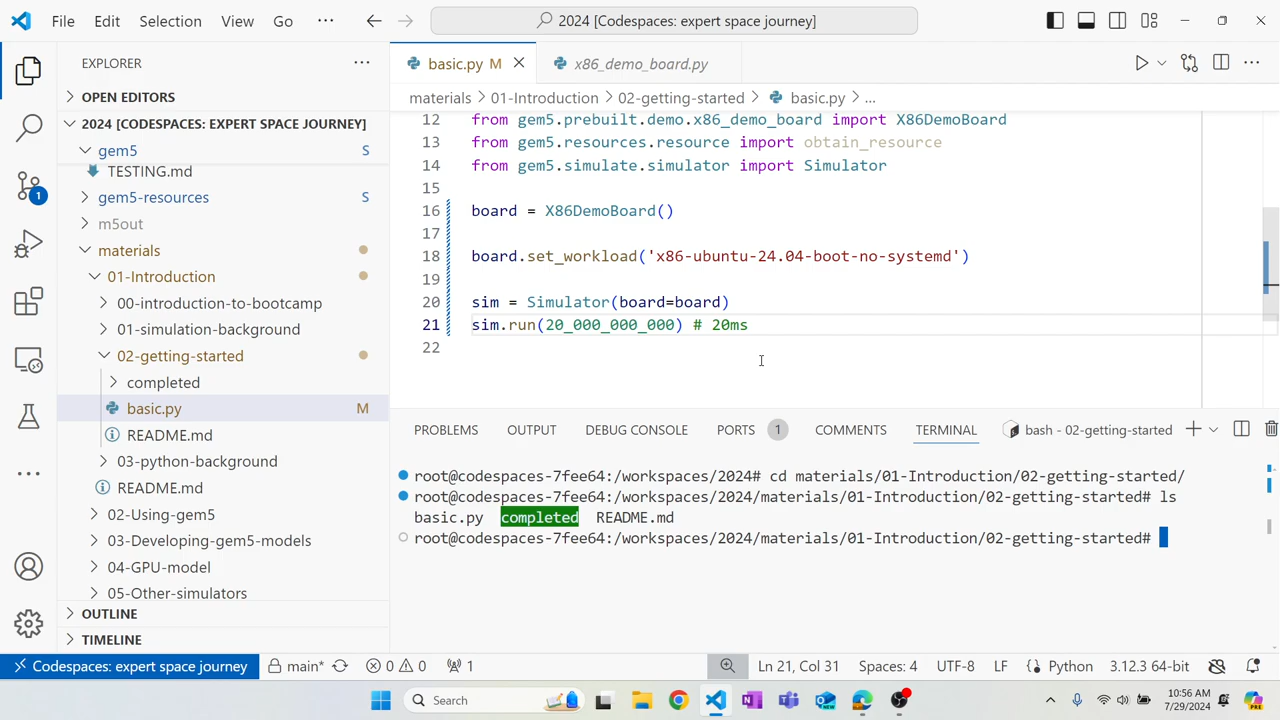 File Edit Selection View Go ··· 2024 [Codespaces: expert space journey]
EXPLORER ···
OPEN EDITORS
2024 [CODESPACES: EXPERT SPACE JOURNEY]
gem5 S
TESTING.md
gem5-resources S
m5out
materials
01-Introduction
00-introduction-to-bootcamp
01-simulation-background
02-getting-started
completed
basic.py M
README.md
03-python-background
README.md
02-Using-gem5
03-Developing-gem5-models
04-GPU-model
05-Other-simulators
OUTLINE
TIMELINE
1
basic.py M x86_demo_board.py
materials > 01-Introduction > 02-getting-started > basic.py > ...
12 from gem5.prebuilt.demo.x86_demo_board import X86DemoBoard
13 from gem5.resources.resource import obtain_resource
14 from gem5.simulate.simulator import Simulator
15
16 board = X86DemoBoard()
17
18 board.set_workload('x86-ubuntu-24.04-boot-no-systemd')
19
20 sim = Simulator(board=board)
21 sim.run(20_000_000_000) # 20ms
22
PROBLEMS OUTPUT DEBUG CONSOLE PORTS 1 COMMENTS TERMINAL bash - 02-getting-started
root@codespaces-7fee64:/workspaces/2024# cd materials/01-Introduction/02-getting-started/
root@codespaces-7fee64:/workspaces/2024/materials/01-Introduction/02-getting-started# ls
basic.py completed README.md
root@codespaces-7fee64:/workspaces/2024/materials/01-Introduction/02-getting-started#
Codespaces: expert space journey main* 0 0 1 Ln 21, Col 31 Spaces: 4 UTF-8 LF Python 3.12.3 64-bit
Search
10:56 AM
7/29/2024